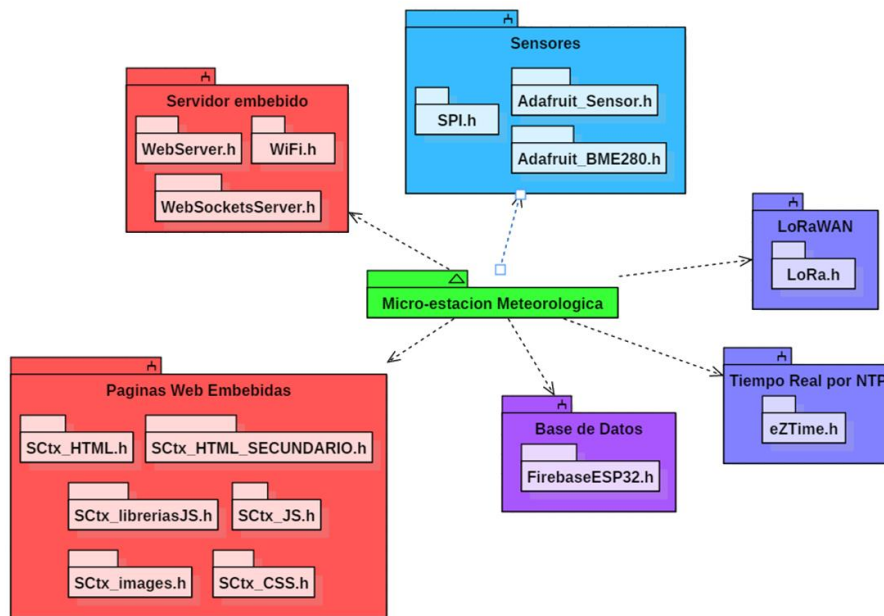 Sensores
SPI.h
Adafruit_Sensor.h
Adafruit_BME280.h
Servidor embebido
WebServer.h
WiFi.h
WebSocketsServer.h
LoRaWAN
LoRa.h
Micro-estacion Meteorologica
Paginas Web Embebidas
SCtx_HTML.h
SCtx_HTML_SECUNDARIO.h
SCtx_libreriasJS.h
SCtx_JS.h
SCtx_images.h
SCtx_CSS.h
Base de Datos
FirebaseESP32.h
Tiempo Real por NTP
eZTime.h